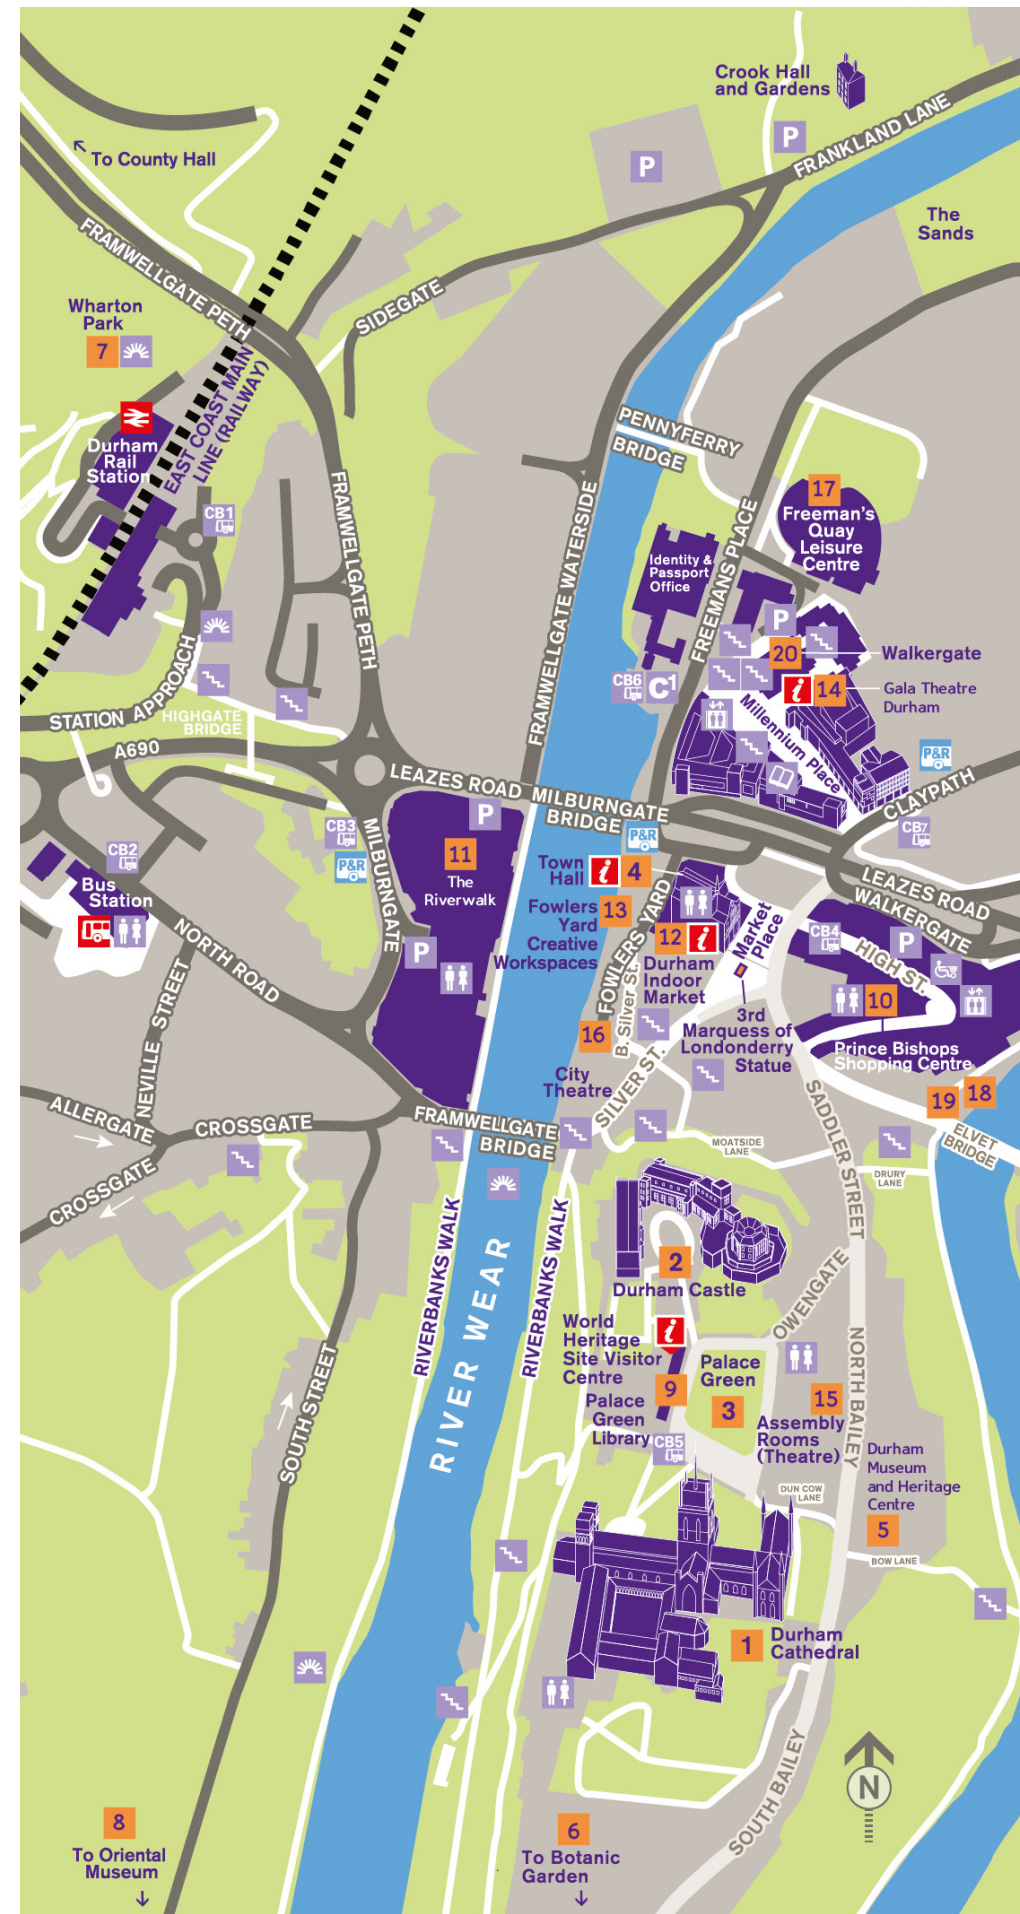 Crook Hall
and Gardens
P
P
FRANKLAND LANE
To County Hall
The
Sands
FRAMWELLGATE PETH
SIDEGATE
Wharton
Park
7
EAST COAST MAIN
LINE (RAILWAY)
Durham
Rail
Station
PENNYFERRY
BRIDGE
CB1
FRAMWELLGATE PETH
FRAMWELLGATE WATERSIDE
FREEMANS PLACE
17
Freeman's
Quay
Leisure
Centre
Identity &
Passport
Office
P
20
Walkergate
CB6
C1
i
14
Gala Theatre
Durham
Millennium Place
STATION APPROACH
HIGHGATE
BRIDGE
A690
LEAZES ROAD
MILBURNGATE
BRIDGE
P&R
CLAYPATH
CB7
LEAZES ROAD
WALKERGATE
P
11
The
Riverwalk
P
CB3
P&R
MILBURNGATE
CB2
Bus
Station
NORTH ROAD
NEVILLE STREET
P&R
Town
Hall
i
4
Fowlers
Yard
Creative
Workspaces
13
FOWLERS YARD
12
i
Durham
Indoor
Market
Market
Place
CB4
P
HIGH ST.
10
Prince Bishops
Shopping Centre
3rd
Marquess of
Londonderry
Statue
16
B. Silver St.
SILVER ST.
City
Theatre
19
18
ELVET
BRIDGE
SADDLER STREET
ALLERGATE
CROSSGATE
CROSSGATE
FRAMWELLGATE
BRIDGE
MOATSIDE
LANE
DRURY
LANE
RIVERBANKS WALK
RIVER WEAR
RIVERBANKS WALK
2
Durham Castle
OWENGATE
World
Heritage
Site Visitor
Centre
i
9
Palace
Green
Library
Palace
Green
3
15
Assembly
Rooms
(Theatre)
NORTH BAILEY
SOUTH STREET
CB5
Durham
Museum
and Heritage
Centre
5
DUN COW
LANE
BOW LANE
1
Durham
Cathedral
SOUTH BAILEY
N
8
To Oriental
Museum
6
To Botanic
Garden